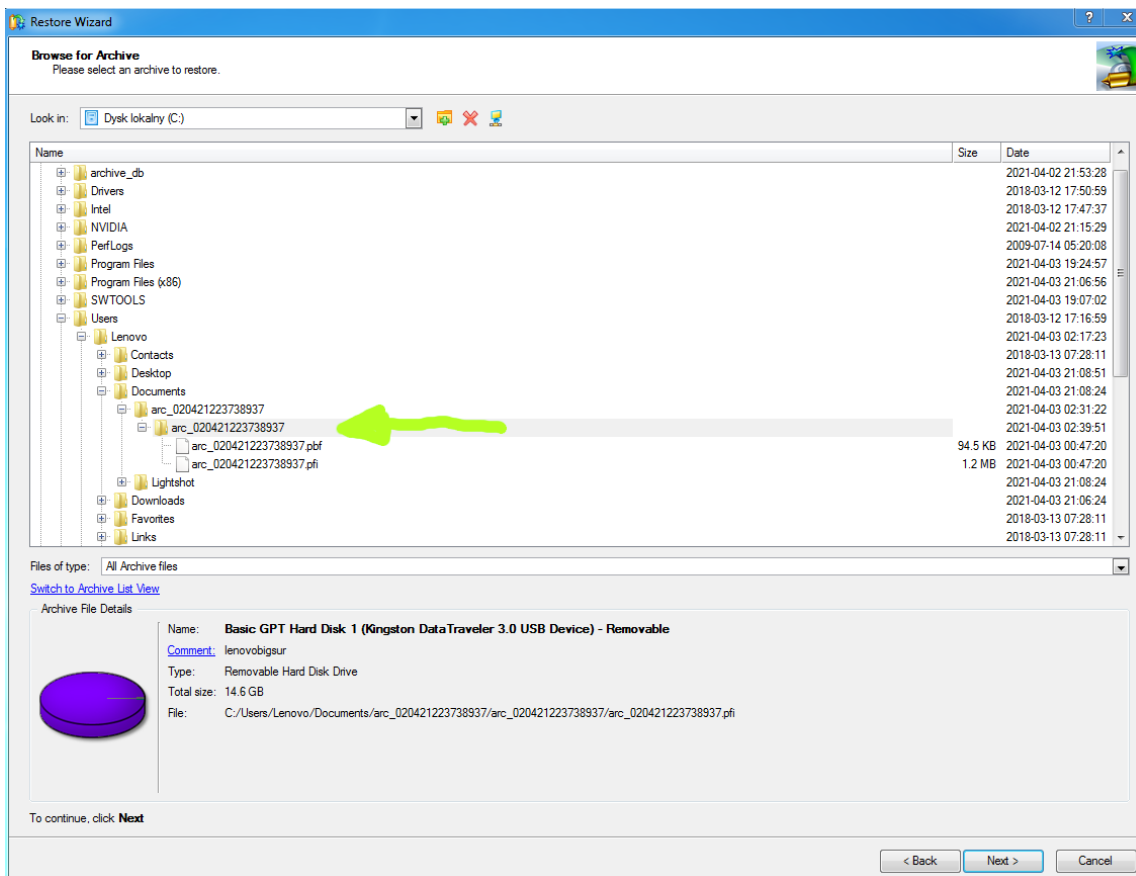 Restore Wizard
? X
Browse for Archive
Please select an archive to restore.
Look in: Dysk lokalny (C:)
Name Size Date
archive_db 2021-04-02 21:53:28
Drivers 2018-03-12 17:50:59
Intel 2018-03-12 17:47:37
NVIDIA 2021-04-02 21:15:29
PerfLogs 2009-07-14 05:20:08
Program Files 2021-04-03 19:24:57
Program Files (x86) 2021-04-03 21:06:56
SWTOOLS 2021-04-03 19:07:02
Users 2018-03-12 17:16:59
Lenovo 2021-04-03 02:17:23
Contacts 2018-03-13 07:28:11
Desktop 2021-04-03 21:08:51
Documents 2021-04-03 21:08:24
arc_020421223738937 2021-04-03 02:31:22
arc_020421223738937 2021-04-03 02:39:51
arc_020421223738937.pbf 94.5 KB 2021-04-03 00:47:20
arc_020421223738937.pfi 1.2 MB 2021-04-03 00:47:20
Lightshot 2021-04-03 21:08:24
Downloads 2021-04-03 21:06:24
Favorites 2018-03-13 07:28:11
Links 2018-03-13 07:28:11
Files of type: All Archive files
Switch to Archive List View
Archive File Details
Name: Basic GPT Hard Disk 1 (Kingston DataTraveler 3.0 USB Device) - Removable
Comment: lenovobigsur
Type: Removable Hard Disk Drive
Total size: 14.6 GB
File: C:/Users/Lenovo/Documents/arc_020421223738937/arc_020421223738937/arc_020421223738937.pfi
To continue, click Next
< Back Next > Cancel